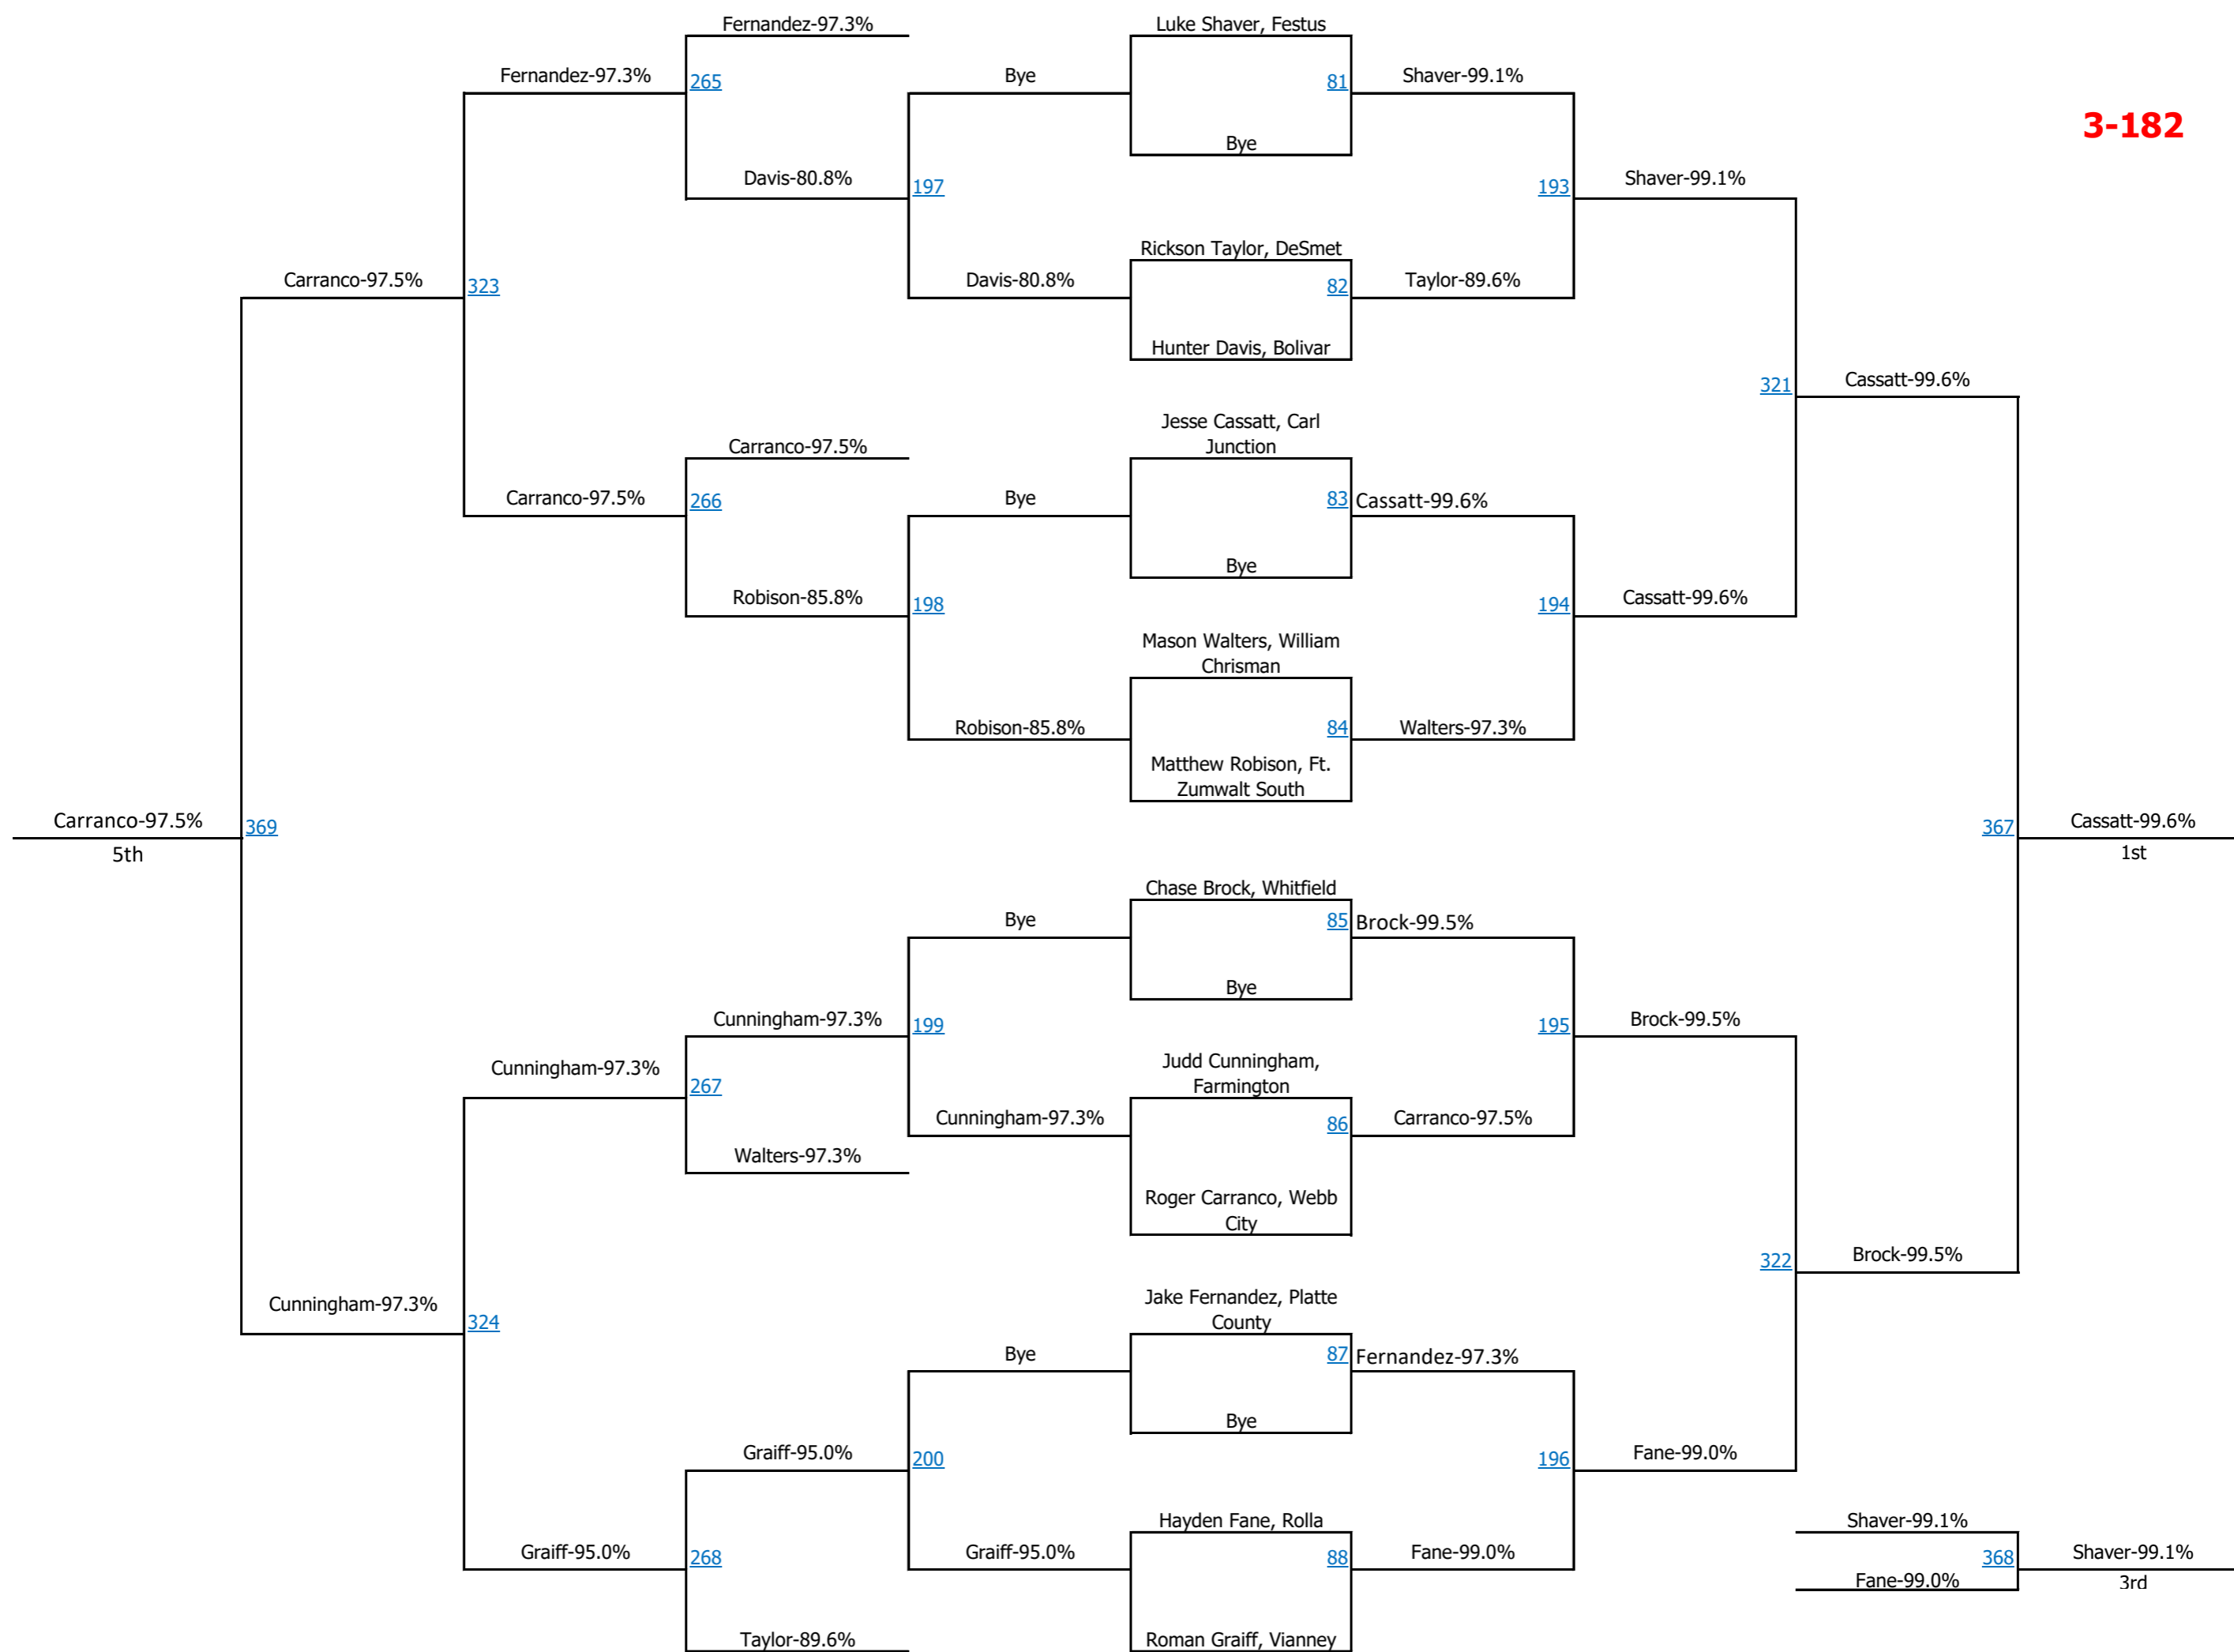 Fernandez-97.3%
Luke Shaver, Festus
Fernandez-97.3%
265
Bye
81
Shaver-99.1%
3-182
Bye
Davis-80.8%
197
193
Shaver-99.1%
Rickson Taylor, DeSmet
Carranco-97.5%
323
Davis-80.8%
82
Taylor-89.6%
Hunter Davis, Bolivar
321
Cassatt-99.6%
Jesse Cassatt, Carl
Junction
Carranco-97.5%
Carranco-97.5%
266
Bye
83
Cassatt-99.6%
Bye
Robison-85.8%
198
194
Cassatt-99.6%
Mason Walters, William
Chrisman
Robison-85.8%
84
Walters-97.3%
Matthew Robison, Ft.
Zumwalt South
Carranco-97.5%
369
5th
367
Cassatt-99.6%
1st
Chase Brock, Whitfield
Bye
85
Brock-99.5%
Bye
Cunningham-97.3%
199
195
Brock-99.5%
Judd Cunningham,
Farmington
Cunningham-97.3%
267
Cunningham-97.3%
86
Carranco-97.5%
Walters-97.3%
Roger Carranco, Webb
City
322
Brock-99.5%
Cunningham-97.3%
324
Jake Fernandez, Platte
County
Bye
87
Fernandez-97.3%
Bye
Graiff-95.0%
200
196
Fane-99.0%
Hayden Fane, Rolla
Shaver-99.1%
Graiff-95.0%
268
Graiff-95.0%
88
Fane-99.0%
368
Shaver-99.1%
Fane-99.0%
3rd
Taylor-89.6%
Roman Graiff, Vianney